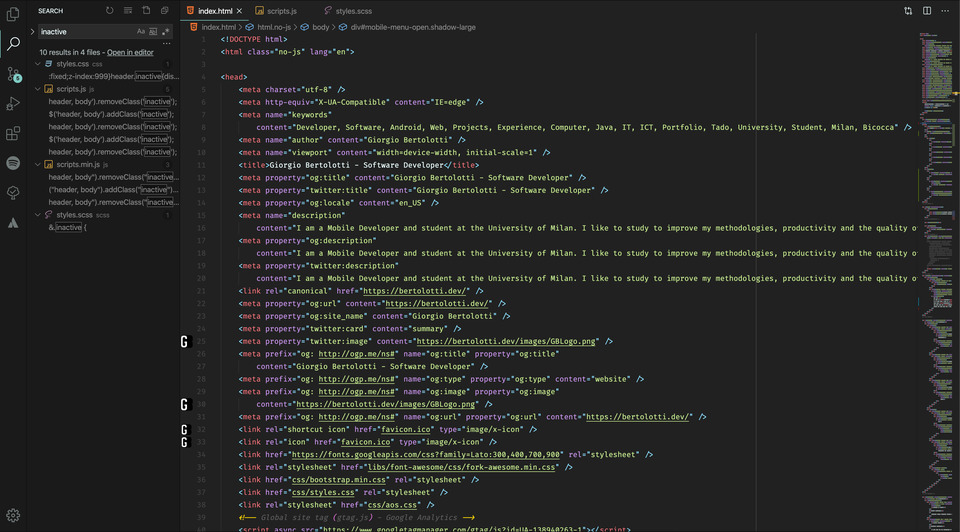 SEARCH
inactive
Aa
10 results in 4 files - Open in editor
styles.css css 1
:fixed;z-index:999}header.inactive{dis...
scripts.js js 5
header, body').removeClass('inactive');
$('header, body').addClass('inactive');
header, body').removeClass('inactive');
$('header, body').addClass('inactive');
header, body').removeClass('inactive');
scripts.min.js js 3
header, body").removeClass("inactive"...
("header, body").addClass("inactive")...
header, body").removeClass("inactive"...
styles.scss scss 1
&.inactive {
5
index.html
scripts.js
styles.scss
index.html > html.no-js > body > div#mobile-menu-open.shadow-large
1 <!DOCTYPE html>
2 <html class="no-js" lang="en">
3
4 <head>
5 <meta charset="utf-8" />
6 <meta http-equiv="X-UA-Compatible" content="IE=edge" />
7 <meta name="keywords"
8 content="Developer, Software, Android, Web, Projects, Experience, Computer, Java, IT, ICT, Portfolio, Tado, University, Student, Milan, Bicocca" />
9 <meta name="author" content="Giorgio Bertolotti" />
10 <meta name="viewport" content="width=device-width, initial-scale=1" />
11 <title>Giorgio Bertolotti - Software Developer</title>
12 <meta property="og:title" content="Giorgio Bertolotti - Software Developer" />
13 <meta property="twitter:title" content="Giorgio Bertolotti - Software Developer" />
14 <meta property="og:locale" content="en_US" />
15 <meta name="description"
16 content="I am a Mobile Developer and student at the University of Milan. I like to study to improve my methodologies, productivity and the quality o
17 <meta property="og:description"
18 content="I am a Mobile Developer and student at the University of Milan. I like to study to improve my methodologies, productivity and the quality o
19 <meta property="twitter:description"
20 content="I am a Mobile Developer and student at the University of Milan. I like to study to improve my methodologies, productivity and the quality o
21 <link rel="canonical" href="https://bertolotti.dev/" />
22 <meta property="og:url" content="https://bertolotti.dev/" />
23 <meta property="og:site_name" content="Giorgio Bertolotti" />
24 <meta property="twitter:card" content="summary" />
25 <meta property="twitter:image" content="https://bertolotti.dev/images/GBLogo.png" />
26 <meta prefix="og: http://ogp.me/ns#" name="og:title" property="og:title"
27 content="Giorgio Bertolotti - Software Developer" />
28 <meta prefix="og: http://ogp.me/ns#" name="og:type" property="og:type" content="website" />
29 <meta prefix="og: http://ogp.me/ns#" name="og:image" property="og:image"
30 content="https://bertolotti.dev/images/GBLogo.png" />
31 <meta prefix="og: http://ogp.me/ns#" name="og:url" property="og:url" content="https://bertolotti.dev/" />
32 <link rel="shortcut icon" href="favicon.ico" type="image/x-icon" />
33 <link rel="icon" href="favicon.ico" type="image/x-icon" />
34 <link href="https://fonts.googleapis.com/css?family=Lato:300,400,700,900" rel="stylesheet" />
35 <link rel="stylesheet" href="libs/font-awesome/css/fork-awesome.min.css" />
36 <link href="css/bootstrap.min.css" rel="stylesheet" />
37 <link href="css/styles.css" rel="stylesheet" />
38 <link rel="stylesheet" href="css/aos.css" />
39 <!-- Global site tag (gtag.js) - Google Analytics -->
40 <script async src="https://www.googletagmanager.com/gtag/js?id=UA-138940263-1"></script>